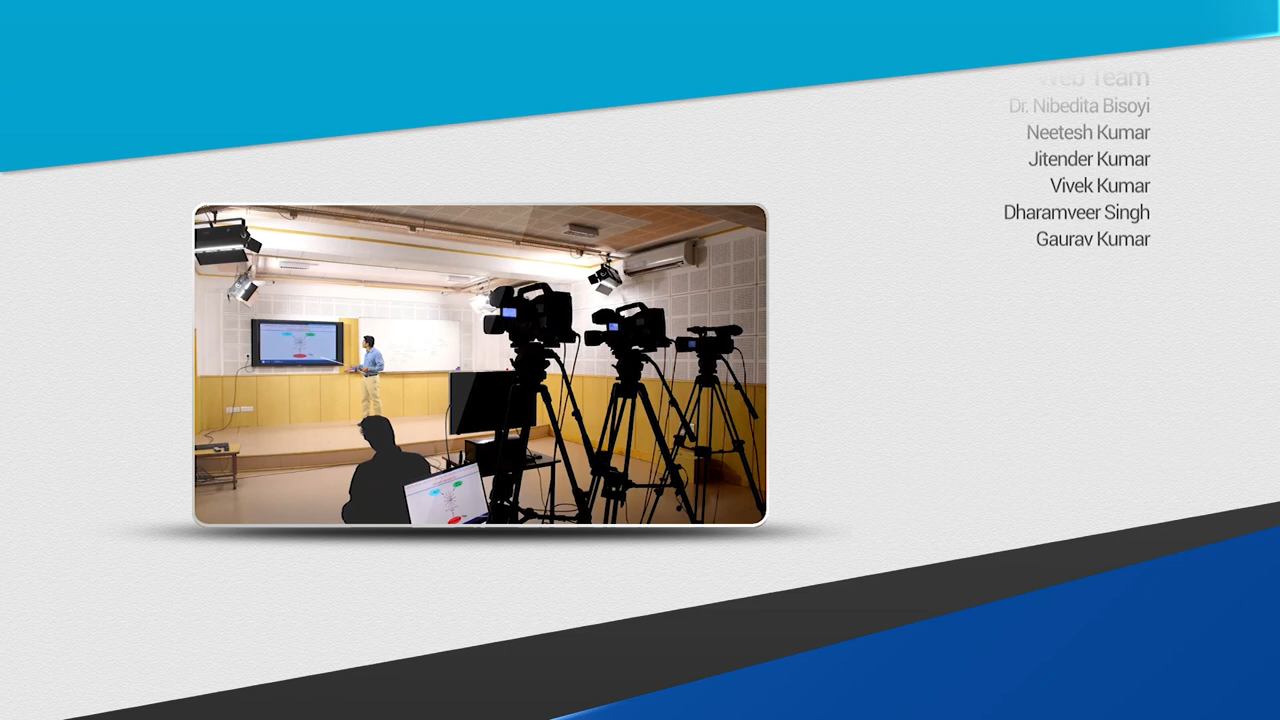 Web Team
Dr. Nibedita Bisoyi
Neetesh Kumar
Jitender Kumar
Vivek Kumar
Dharamveer Singh
Gaurav Kumar